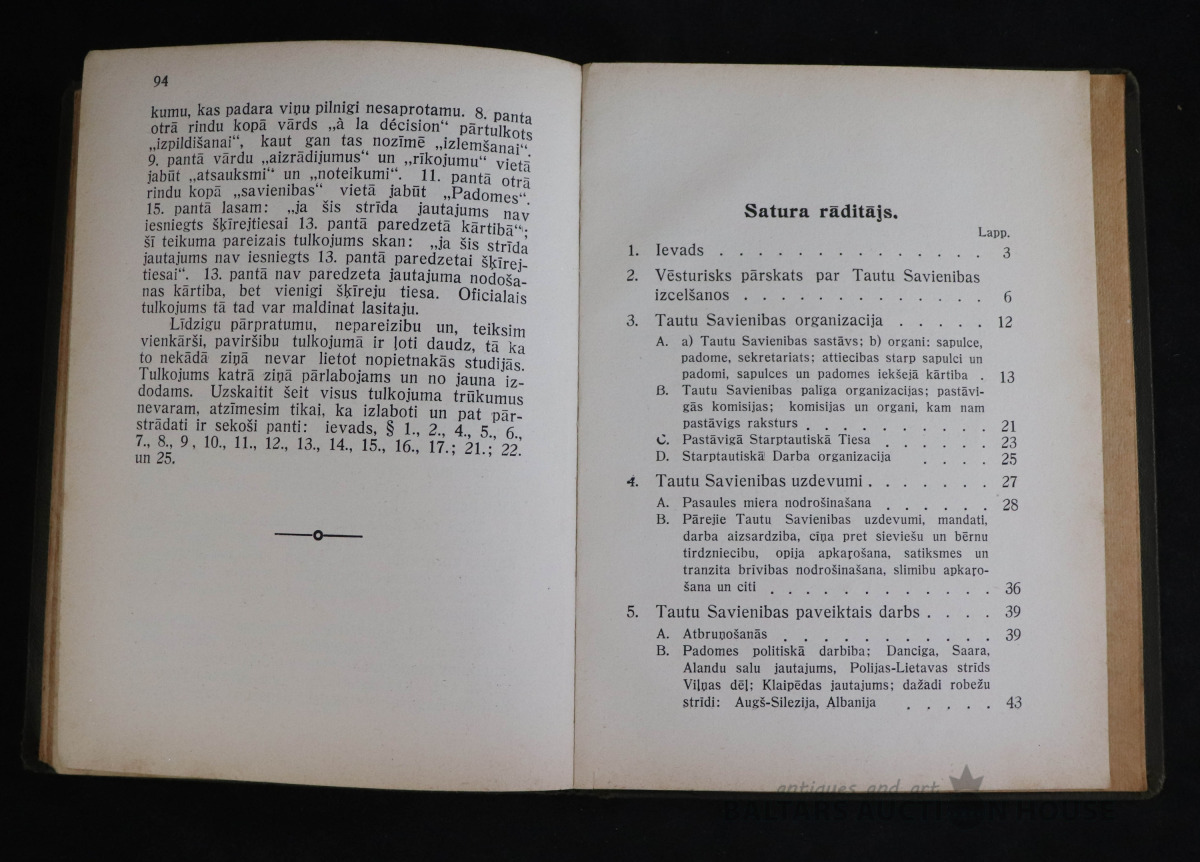 94
kumu, kas padara viņu pilnigi nesaprotamu. 8. panta
otrā rindu kopā vārds „à la décision“ pārtulkots
„izpildišanai“, kaut gan tas nozīmē „izlemšanai“.
9. pantā vārdu „aizrādijumus“ un „rīkojumu“ vietā
jabūt „atsauksmi“ un „noteikumi“. 11. pantā otrā
rindu kopā „savienibas“ vietā jabūt „Padomes“.
15. pantā lasam: „ja šis strīda jautajums nav
iesniegts šķīrejtiesai 13. pantā paredzetā kārtibā“;
šī teikuma pareizais tulkojums skan: „ja šis strīda
jautajums nav iesniegts 13. pantā paredzetai šķīrej-
tiesai“. 13. pantā nav paredzeta jautajuma nodoša-
nas kārtiba, bet vienigi šķīreju tiesa. Oficialais
tulkojums tā tad var maldinat lasitaju.
Līdzigu pārpratumu, nepareizibu un, teiksim
vienkārši, paviršibu tulkojumā ir ļoti daudz, tā ka
to nekādā ziņā nevar lietot nopietnakās studijās.
Tulkojums katrā ziņā pārlabojams un no jauna iz-
dodams. Uzskaitit šeit visus tulkojuma trūkumus
nevaram, atzīmesim tikai, ka izlaboti un pat pār-
strādati ir sekoši panti: ievads, § 1., 2., 4., 5., 6.,
7., 8., 9, 10., 11., 12., 13., 14., 15., 16., 17.; 21.; 22.
un 25.
Satura rādītājs.
Lapp.
1. Ievads . . . . . . . . . . . . . . 3
2. Vēsturisks pārskats par Tautu Savienibas
izcelšanos . . . . . . . . . . . . . 6
3. Tautu Savienibas organizacija . . . . . 12
A. a) Tautu Savienibas sastāvs; b) organi: sapulce,
padome, sekretariats; attiecibas starp sapulci un
padomi, sapulces un padomes iekšejā kārtiba . 13
B. Tautu Savienibas palīga organizacijas; pastāvi-
gās komisijas; komisijas un organi, kam nam
pastāvigs raksturs . . . . . . . . . . 21
C. Pastāvigā Starptautiskā Tiesa . . . . . . 23
D. Starptautiskā Darba organizacija . . . . 25
4. Tautu Savienibas uzdevumi . . . . . . . 27
A. Pasaules miera nodrošinašana . . . . . . 28
B. Pārejie Tautu Savienibas uzdevumi, mandati,
darba aizsardziba, cīņa pret sieviešu un bērnu
tirdzniecibu, opija apkaŗošana, satiksmes un
tranzita brīvibas nodrošinašana, slimibu apkaŗo-
šana un citi . . . . . . . . . . . . 36
5. Tautu Savienibas paveiktais darbs . . . . 39
A. Atbruņošanās . . . . . . . . . . . 39
B. Padomes politiskā darbiba; Danciga, Saara,
Alandu salu jautajums, Polijas-Lietavas strīds
Viļņas dēļ; Klaipēdas jautajums; dažadi robežu
strīdi: Augš-Silezija, Albanija . . . . . 43
antiques and art
BALTARS AUCTION HOUSE